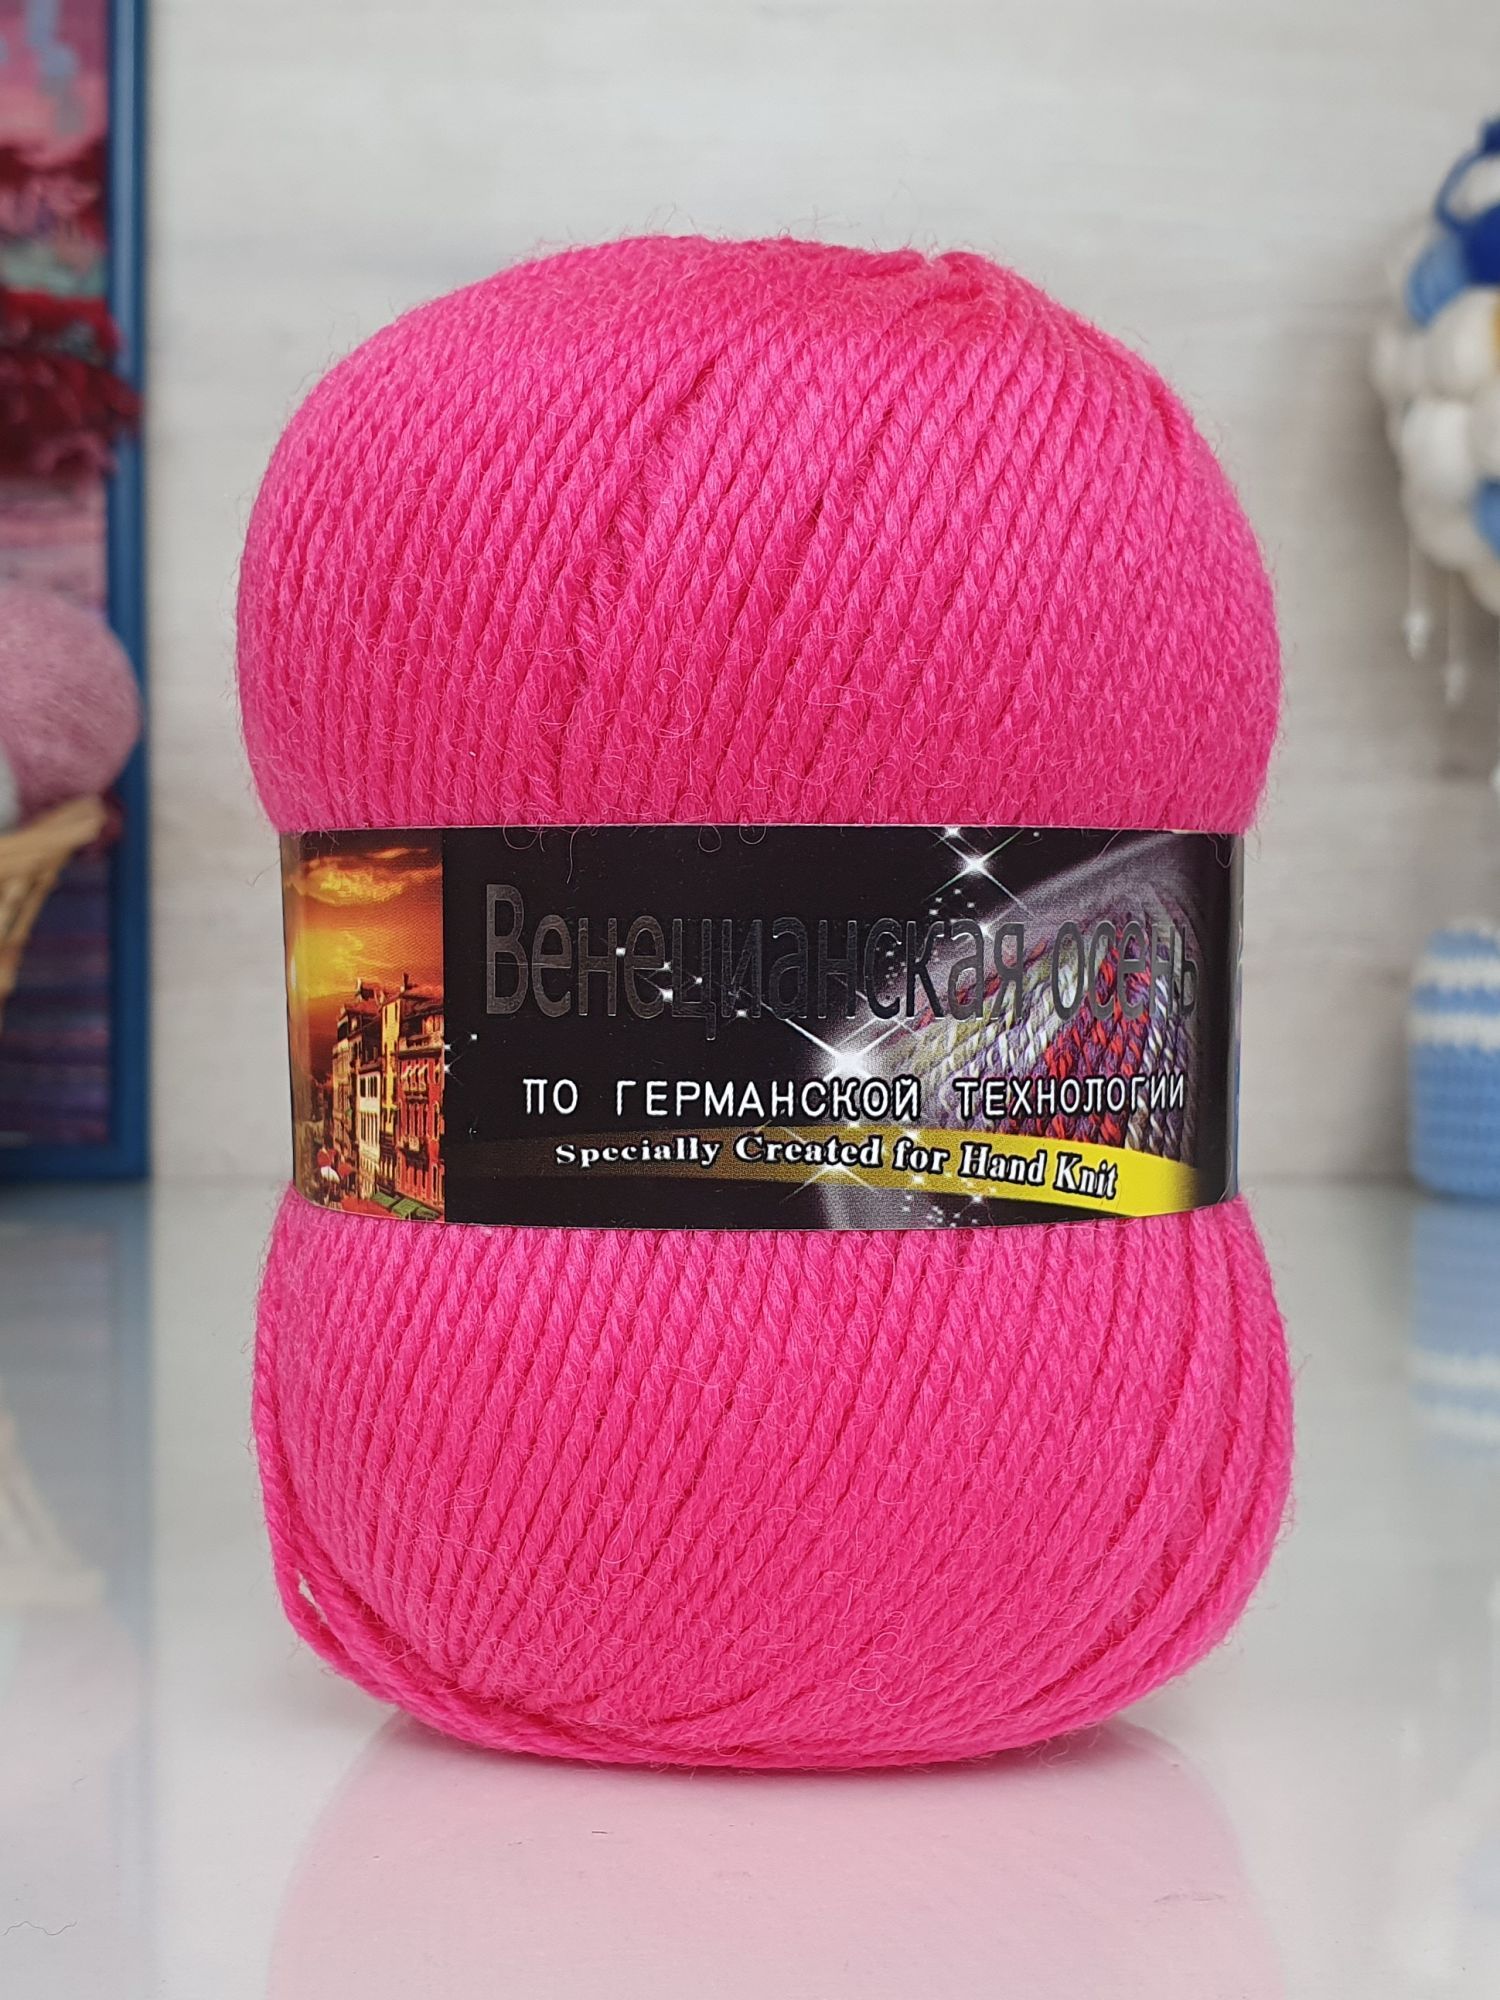 Венецианская осень
ПО ГЕРМАНСКОЙ ТЕХНОЛОГИИ
Specially Created for Hand Knit